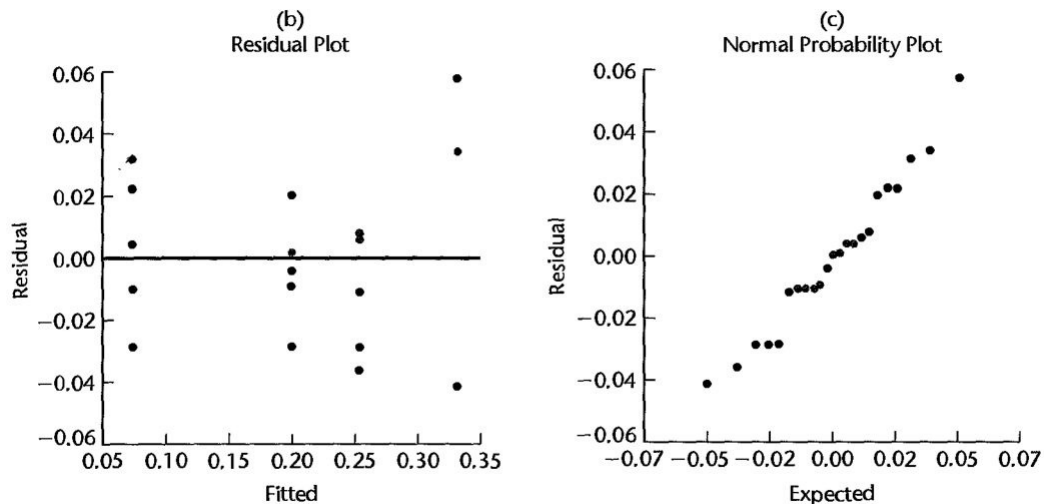 (b)
Residual Plot
0.06
0.04
0.02
0.00
−0.02
−0.04
−0.06
Residual
0.05 0.10 0.15 0.20 0.25 0.30 0.35
Fitted
(c)
Normal Probability Plot
0.06
0.04
0.02
0.00
−0.02
−0.04
−0.06
Residual
−0.07 −0.05 −0.02 0.00 0.02 0.05 0.07
Expected